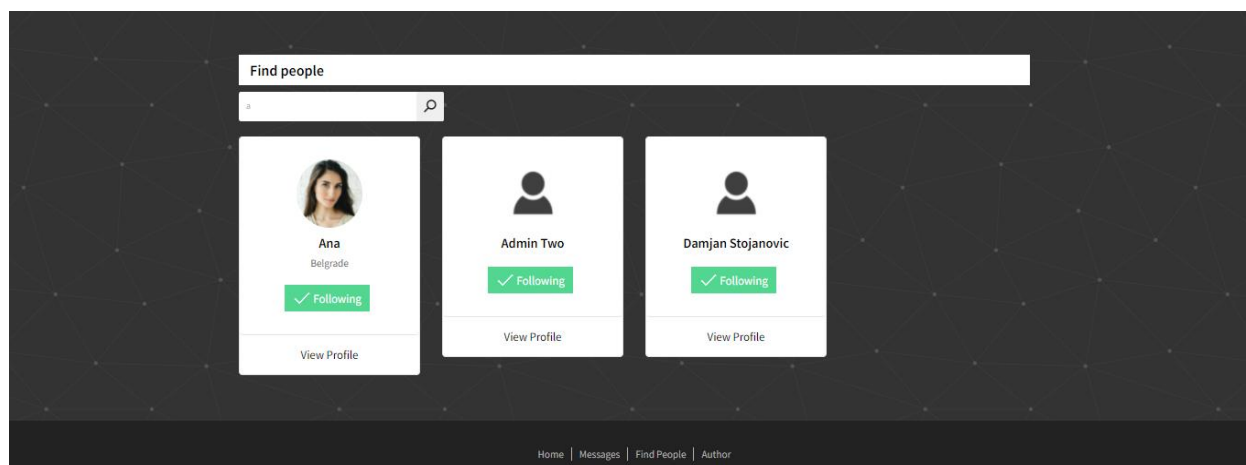 Find people
a
Ana
Belgrade
Following
View Profile
Admin Two
Following
View Profile
Damjan Stojanovic
Following
View Profile
Home | Messages | Find People | Author